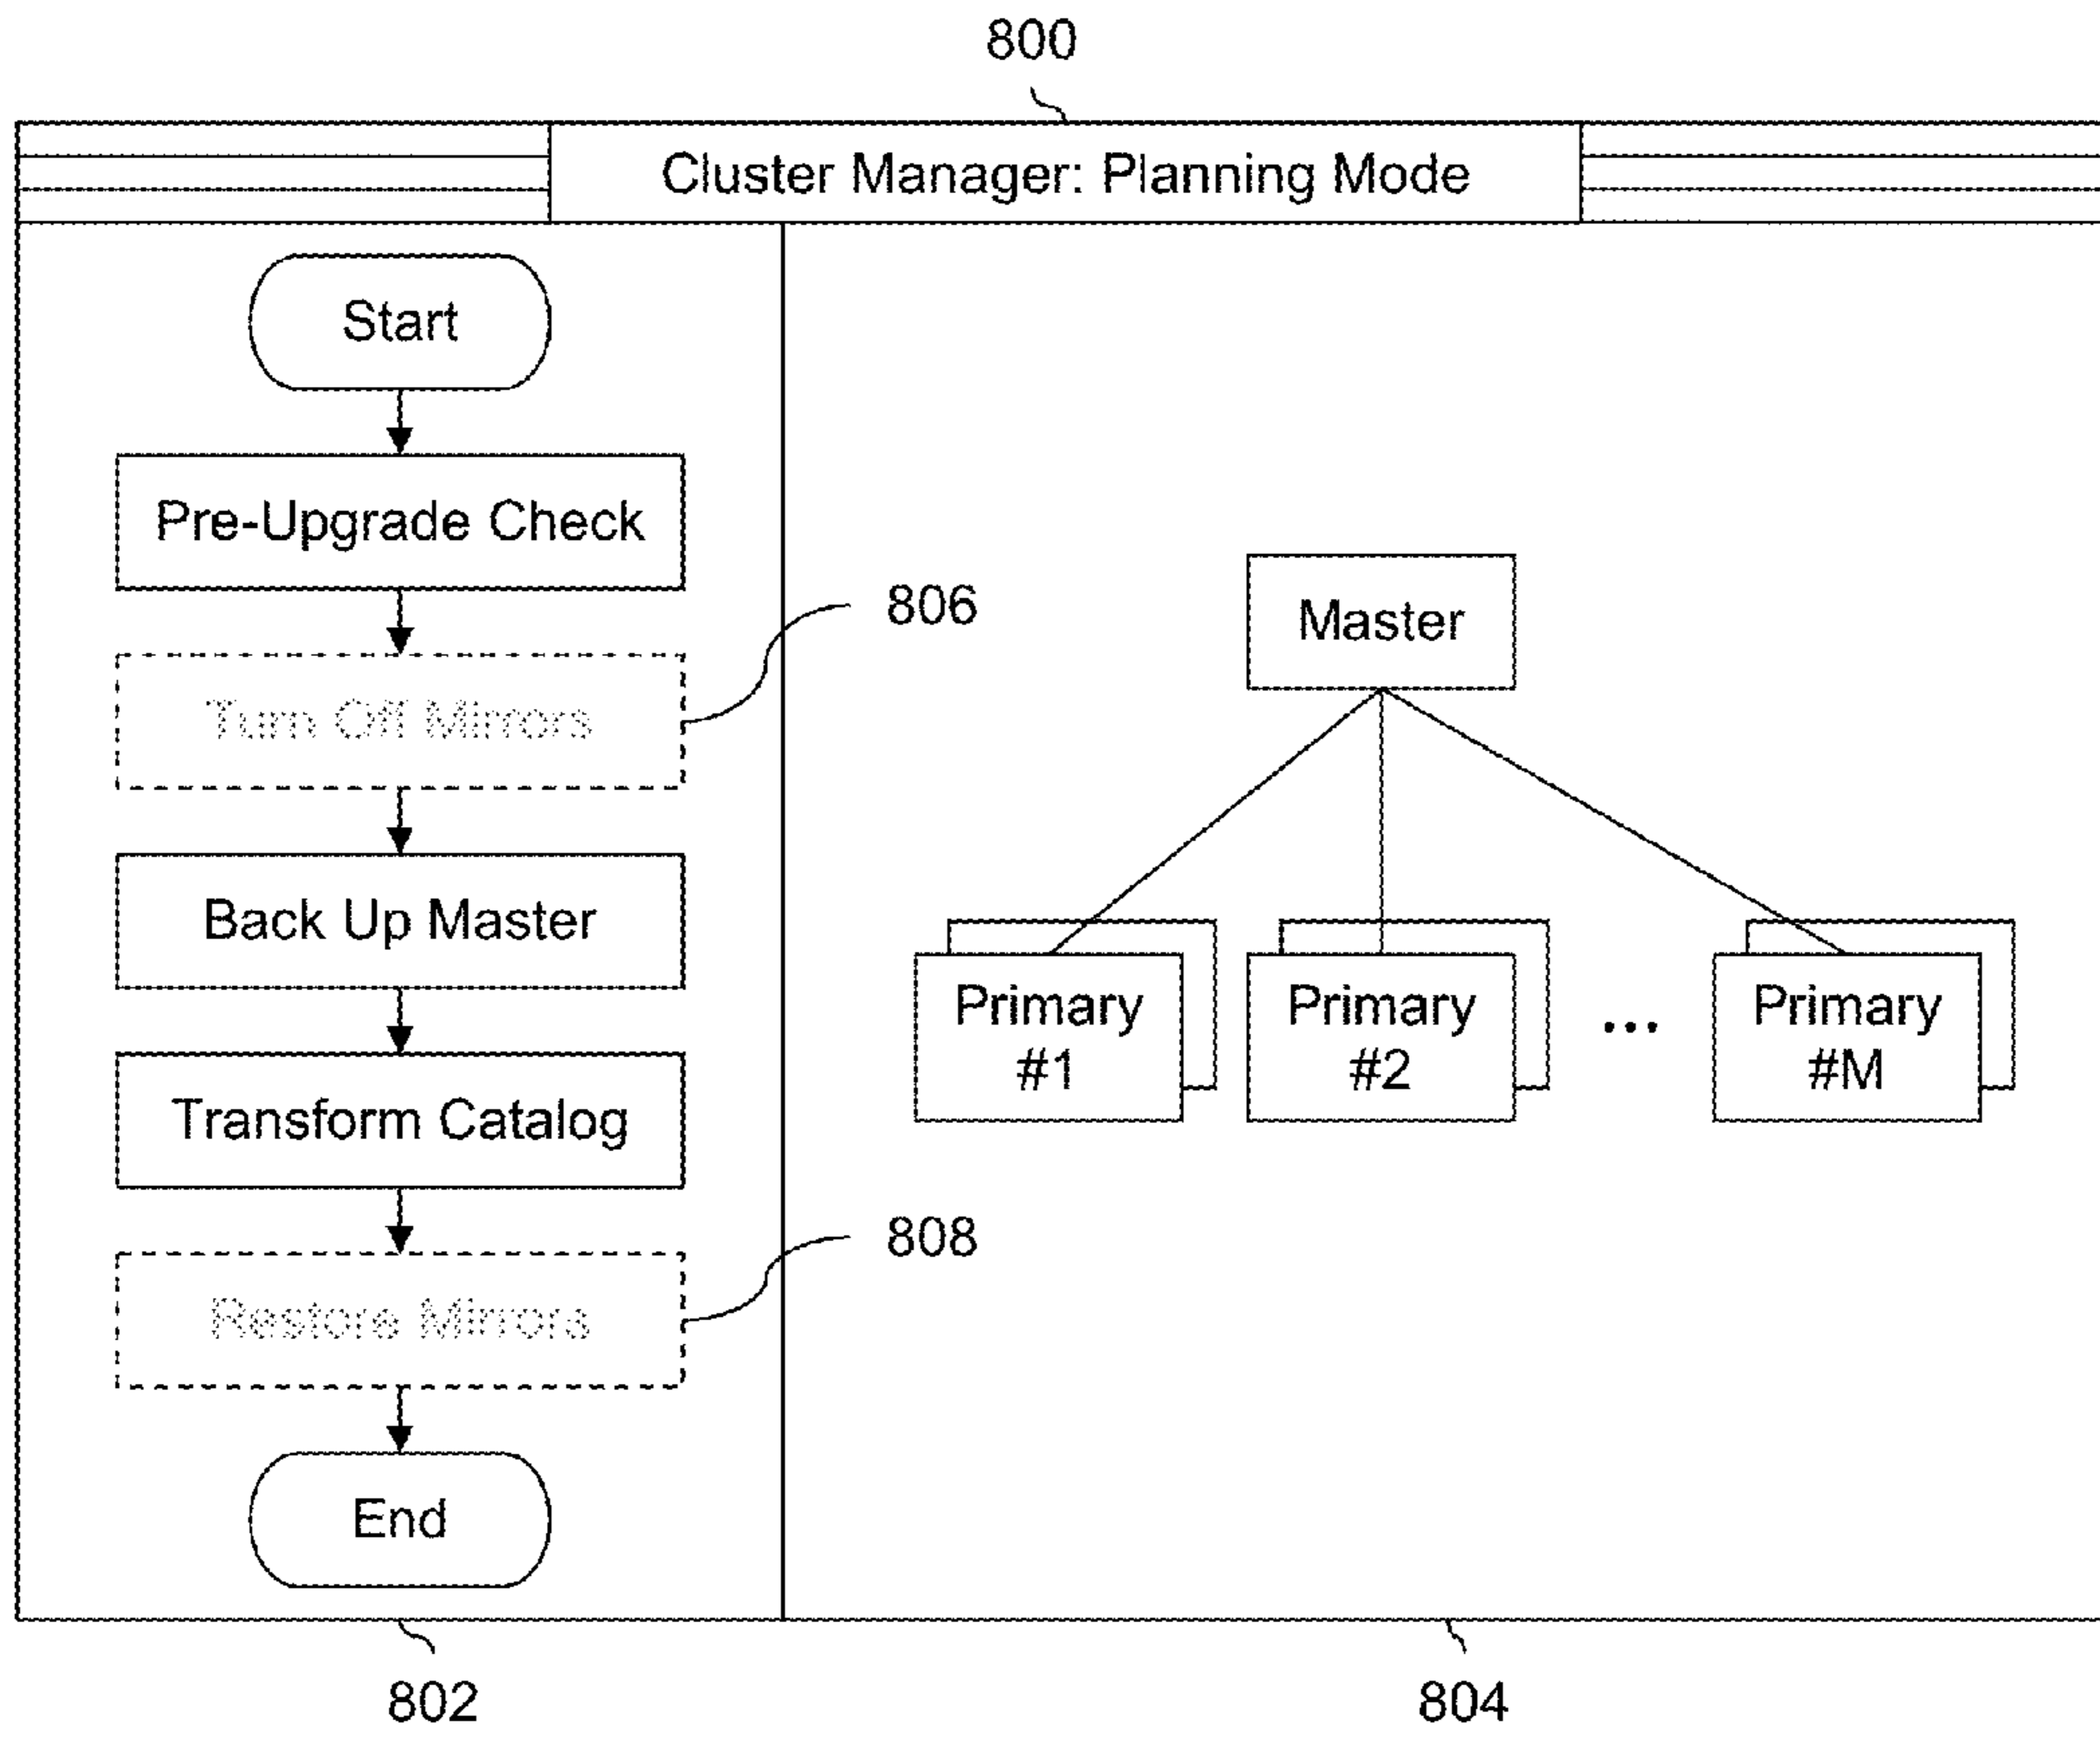 800
Cluster Manager: Planning Mode
Start
Pre-Upgrade Check
Turn Off Mirrors
806
Back Up Master
Transform Catalog
Restore Mirrors
808
End
Master
Primary
#1
Primary
#2
...
Primary
#M
802
804